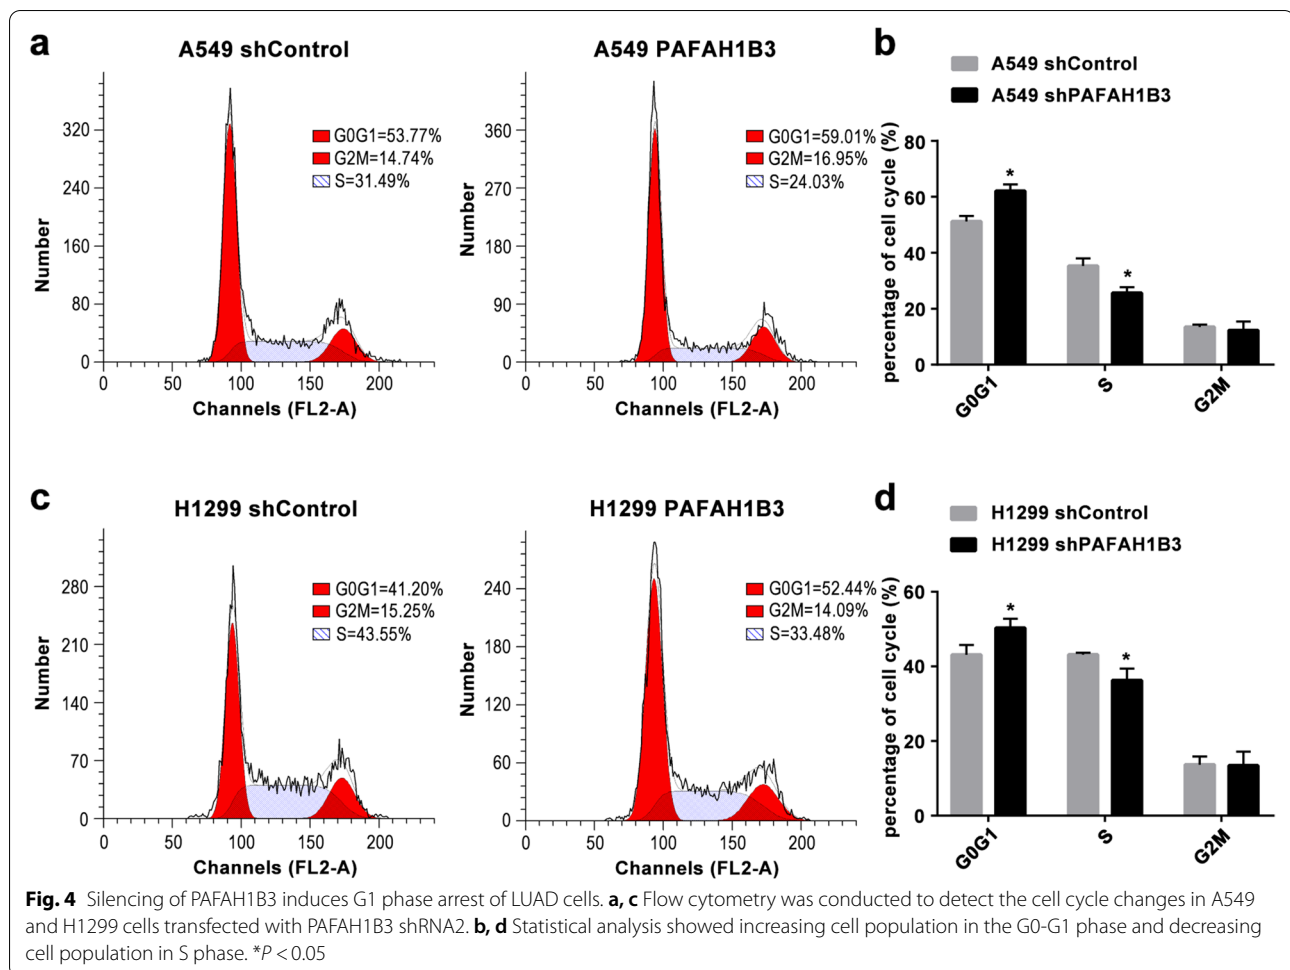 a
A549 shControl
320
240
160
80
0
Number
G0G1=53.77%
G2M=14.74%
S=31.49%
0 50 100 150 200
Channels (FL2-A)
A549 PAFAH1B3
360
270
180
90
0
Number
G0G1=59.01%
G2M=16.95%
S=24.03%
0 50 100 150 200
Channels (FL2-A)
b
A549 shControl
A549 shPAFAH1B3
percentage of cell cycle (%)
80
60
40
20
0
*
*
G0G1 S G2M
c
H1299 shControl
280
210
140
70
0
Number
G0G1=41.20%
G2M=15.25%
S=43.55%
0 50 100 150 200
Channels (FL2-A)
H1299 PAFAH1B3
240
180
120
60
0
Number
G0G1=52.44%
G2M=14.09%
S=33.48%
0 50 100 150 200
Channels (FL2-A)
d
H1299 shControl
H1299 shPAFAH1B3
percentage of cell cycle (%)
60
40
20
0
*
*
G0G1 S G2M
Fig. 4 Silencing of PAFAH1B3 induces G1 phase arrest of LUAD cells. a, c Flow cytometry was conducted to detect the cell cycle changes in A549
and H1299 cells transfected with PAFAH1B3 shRNA2. b, d Statistical analysis showed increasing cell population in the G0-G1 phase and decreasing
cell population in S phase. *P < 0.05